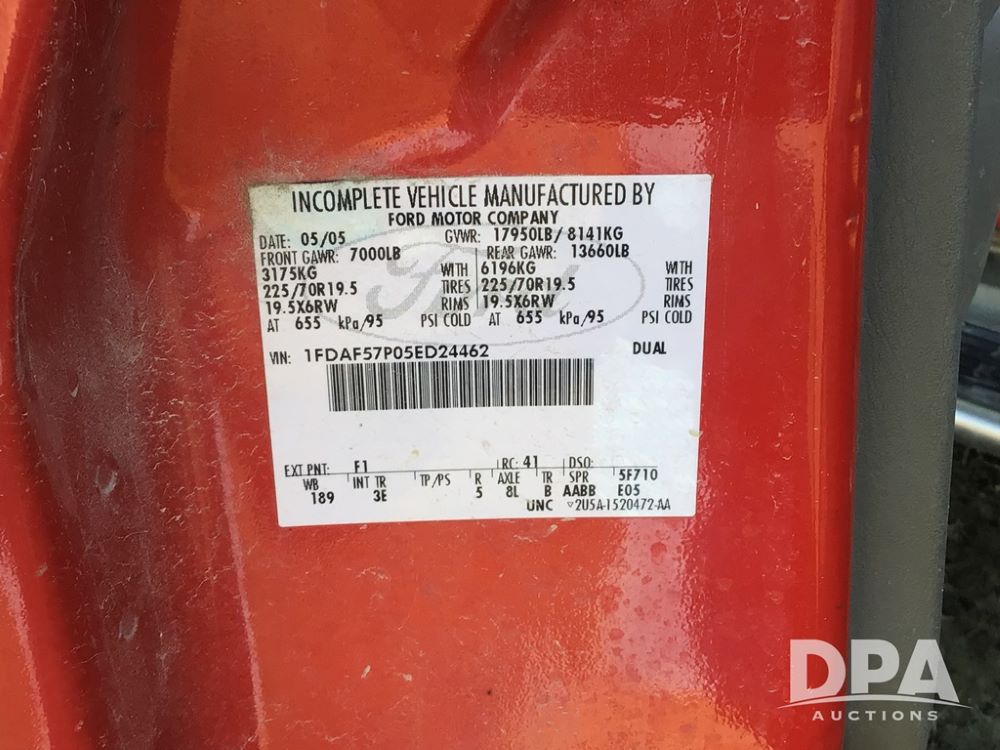 INCOMPLETE VEHICLE MANUFACTURED BY
FORD MOTOR COMPANY
DATE: 05/05 GVWR: 17950LB/ 8141KG
FRONT GAWR: 7000LB REAR GAWR: 13660LB
3175KG WITH 6196KG WITH
225/70R19.5 TIRES 225/70R19.5 TIRES
19.5X6RW RIMS 19.5X6RW RIMS
AT 655 kPa/95 PSI COLD AT 655 kPa/95 PSI COLD
VIN: 1FDAF57P05ED24462 DUAL
Ford
EXT PNT: F1 RC: 41 DSO:
WB INT TR TP/PS R AXLE TR SPR 5F710
189 3E 5 8L B AABB E05
UNC ▽2U5A-1520472-AA
DPA
AUCTIONS